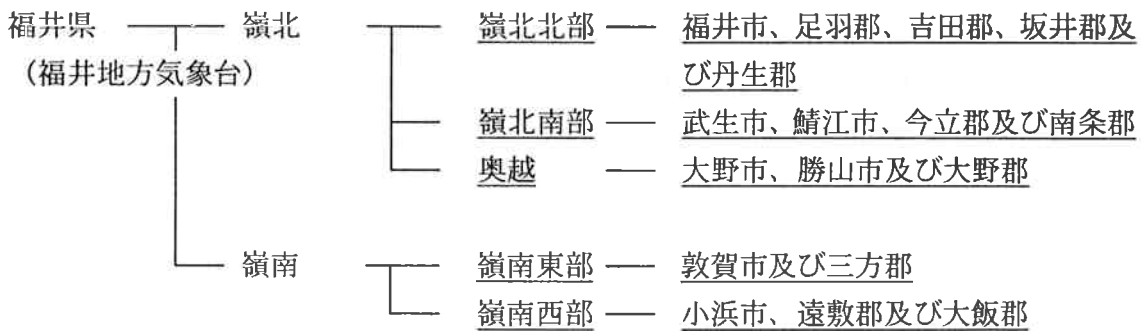 福井県 嶺北 嶺北北部 福井市、足羽郡、吉田郡、坂井郡及
(福井地方気象台) び丹生郡
嶺北南部 武生市、鯖江市、今立郡及び南条郡
奥越 大野市、勝山市及び大野郡
嶺南 嶺南東部 敦賀市及び三方郡
嶺南西部 小浜市、遠敷郡及び大飯郡